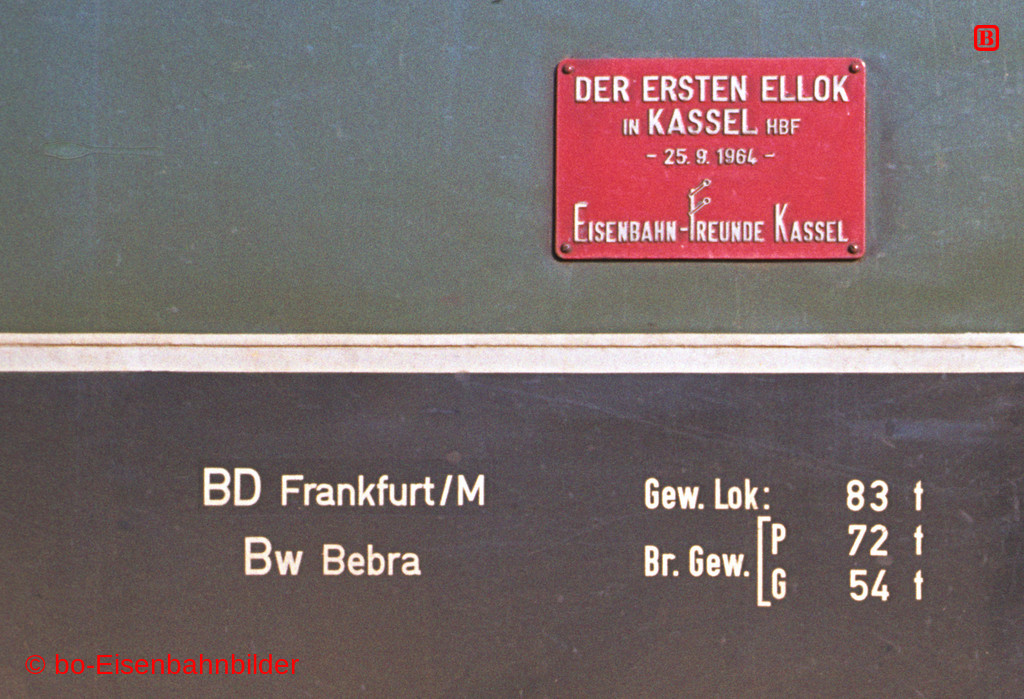 B
DER ERSTEN ELLOK
IN KASSEL HBF
- 25. 9. 1964 -
EISENBAHN-FREUNDE KASSEL
BD Frankfurt/M
Bw Bebra
Gew. Lok: 83 t
Br. Gew. P 72 t
G 54 t
© bo-Eisenbahnbilder